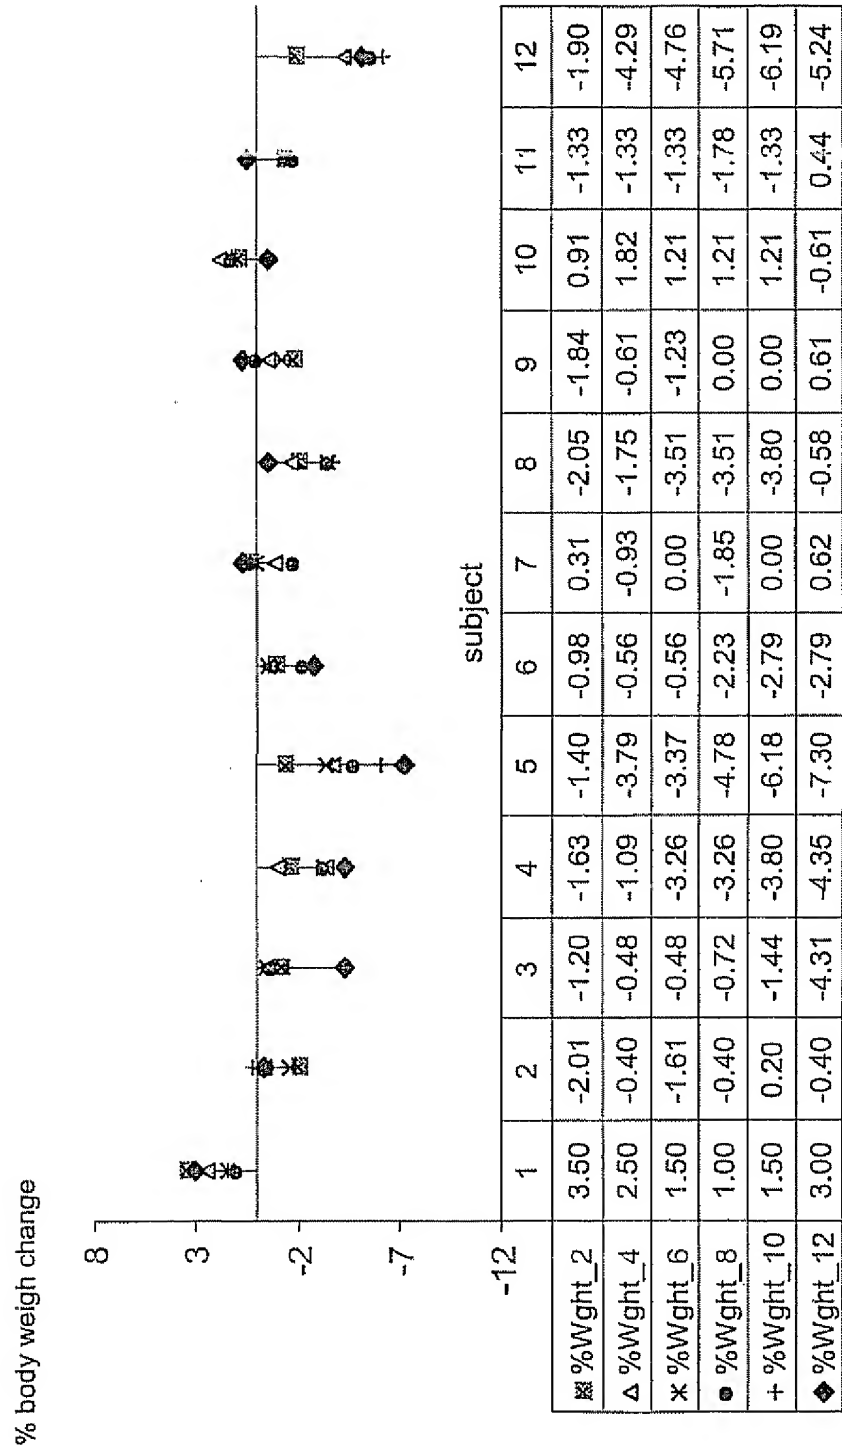 % body weigh change
8
3
-2
-7
-12
subject
1 2 3 4 5 6 7 8 9 10 11 12
%Wght_2 3.50 -2.01 -1.20 -1.63 -1.40 -0.98 0.31 -2.05 -1.84 0.91 -1.33 -1.90
%Wght_4 2.50 -0.40 -0.48 -1.09 -3.79 -0.56 -0.93 -1.75 -0.61 1.82 -1.33 -4.29
%Wght_6 1.50 -1.61 -0.48 -3.26 -3.37 -0.56 0.00 -3.51 -1.23 1.21 -1.33 -4.76
%Wght_8 1.00 -0.40 -0.72 -3.26 -4.78 -2.23 -1.85 -3.51 0.00 1.21 -1.78 -5.71
%Wght_10 1.50 0.20 -1.44 -3.80 -6.18 -2.79 0.00 -3.80 0.00 1.21 -1.33 -6.19
%Wght_12 3.00 -0.40 -4.31 -4.35 -7.30 -2.79 0.62 -0.58 0.61 -0.61 0.44 -5.24